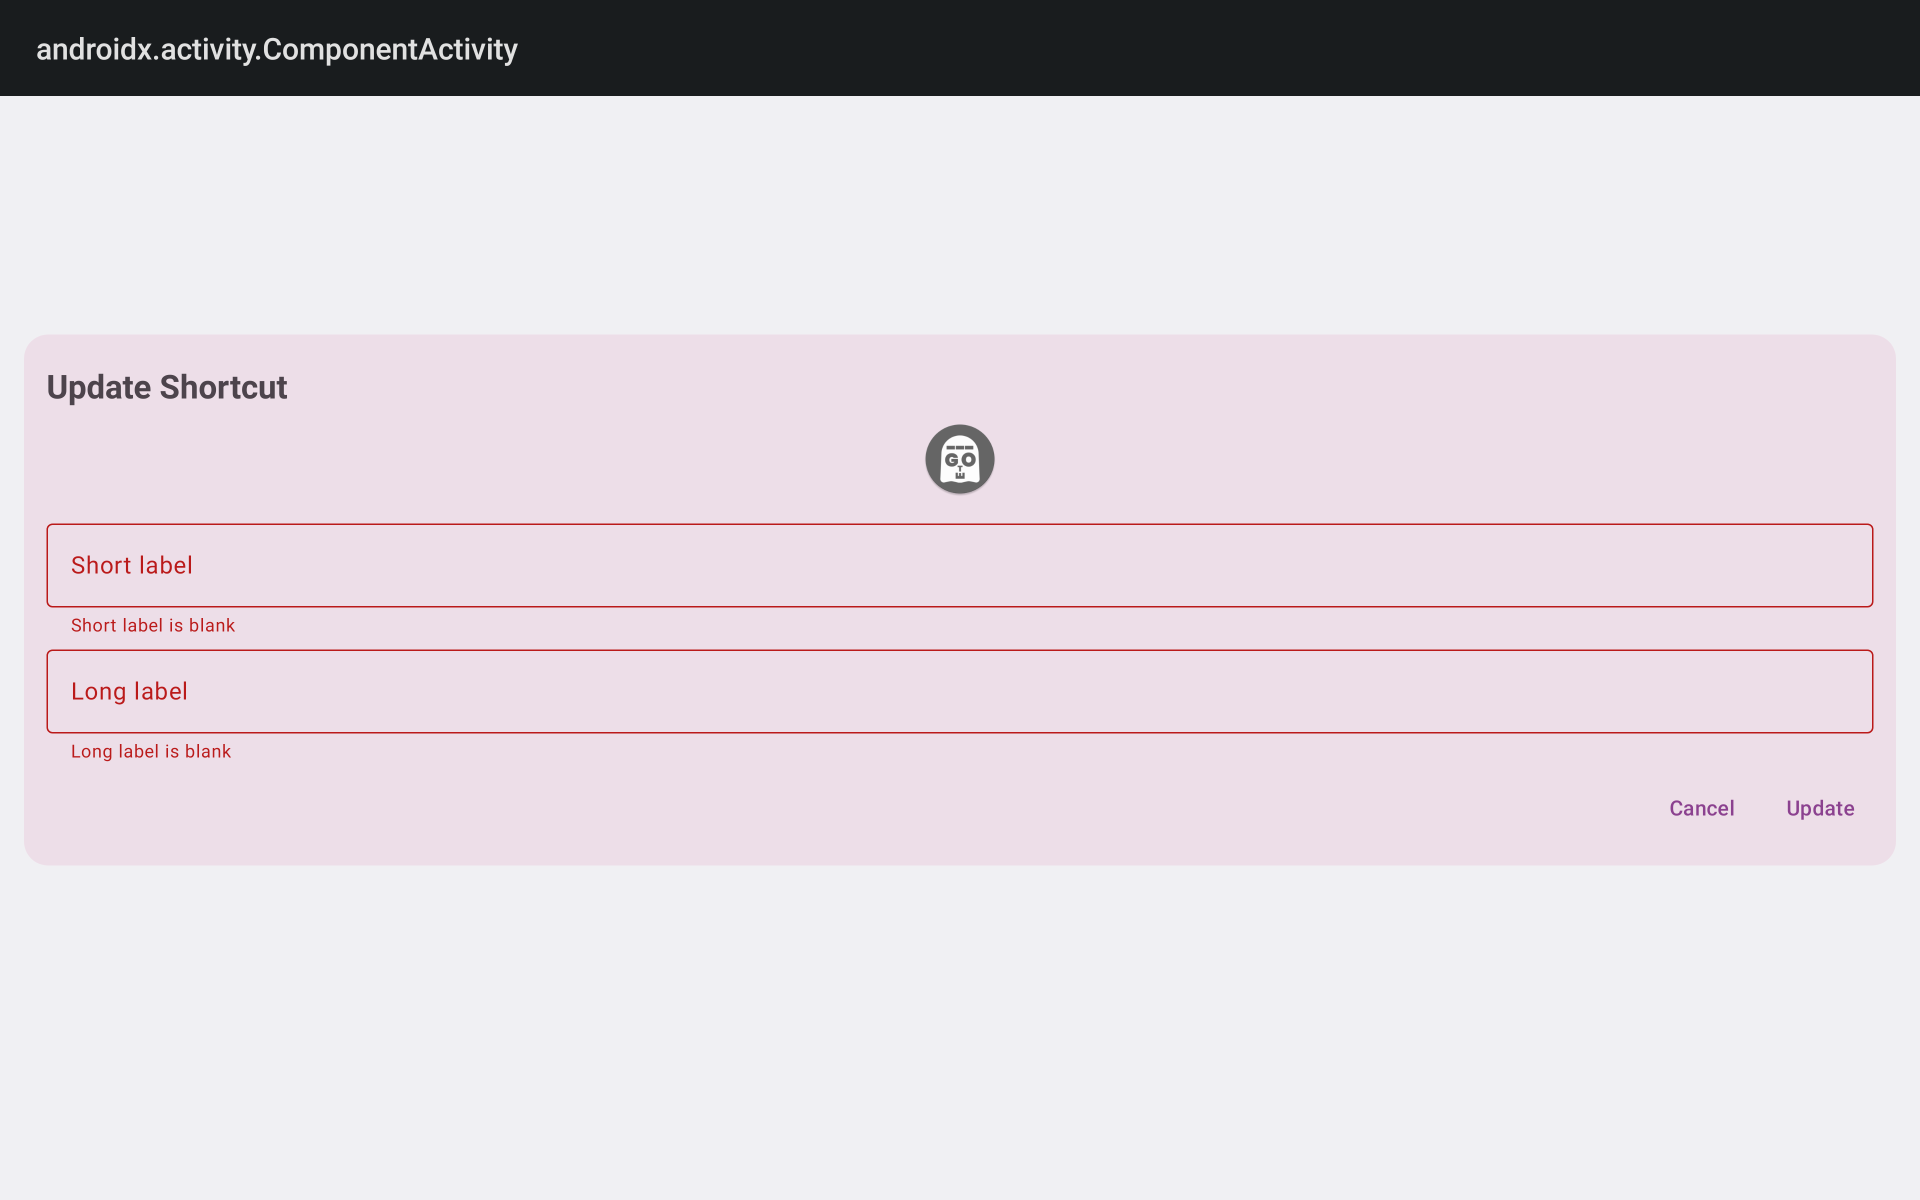 androidx.activity.ComponentActivity
Update Shortcut
GO
T
Short label
Short label is blank
Long label
Long label is blank
Cancel Update